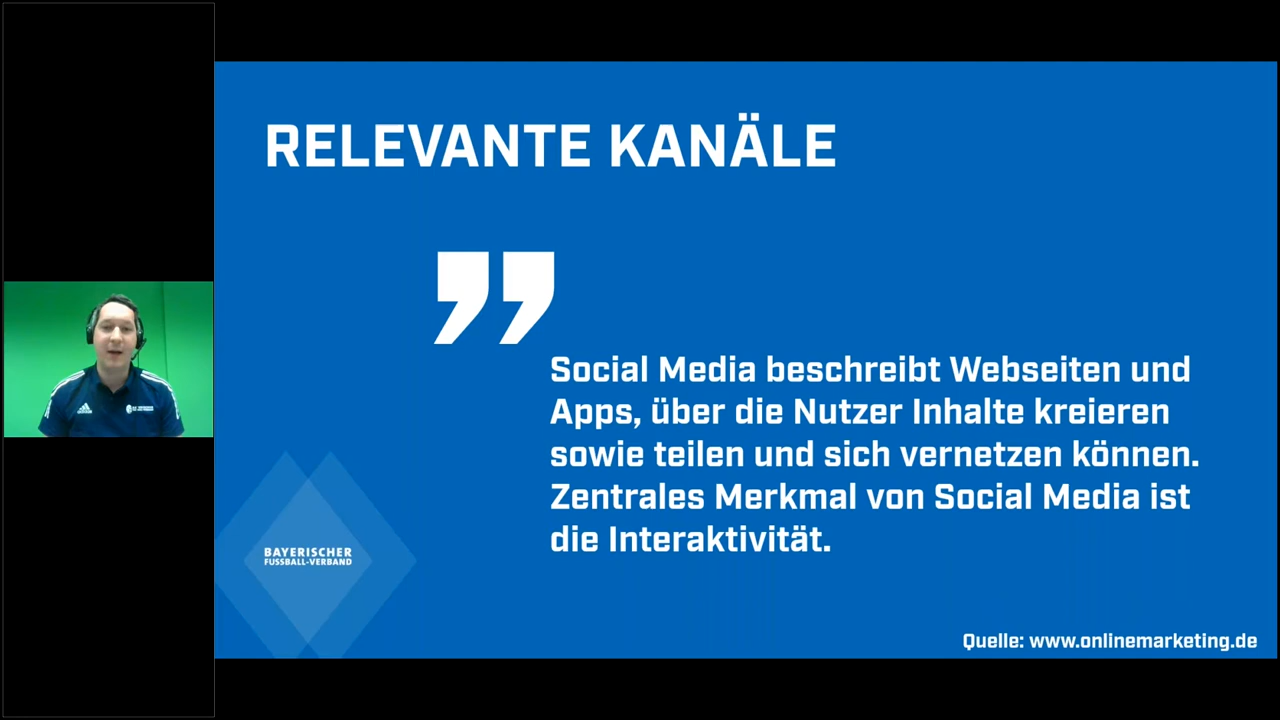 RELEVANTE KANÄLE
Social Media beschreibt Webseiten und
Apps, über die Nutzer Inhalte kreieren
sowie teilen und sich vernetzen können.
Zentrales Merkmal von Social Media ist
die Interaktivität.
BAYERISCHER
FUSSBALL-VERBAND
Quelle: www.onlinemarketing.de